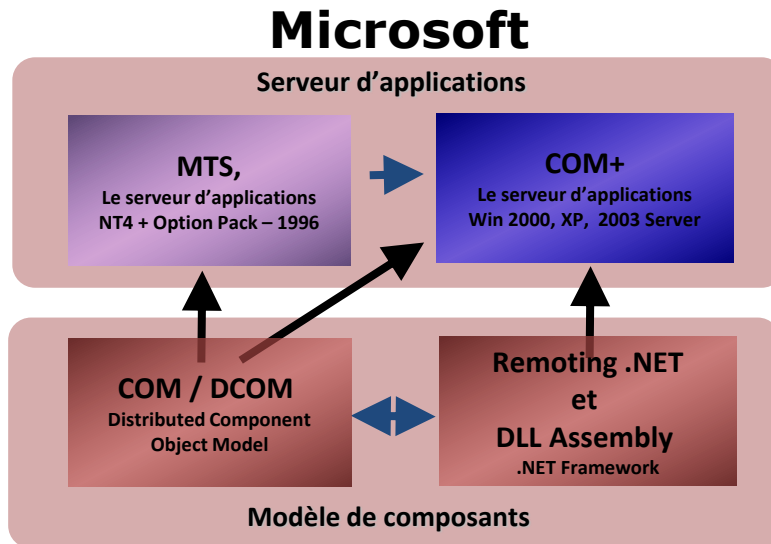 Microsoft
Serveur d'applications
MTS,
Le serveur d'applications
NT4 + Option Pack – 1996
COM+
Le serveur d'applications
Win 2000, XP, 2003 Server
COM / DCOM
Distributed Component
Object Model
Remoting .NET
et
DLL Assembly
.NET Framework
Modèle de composants